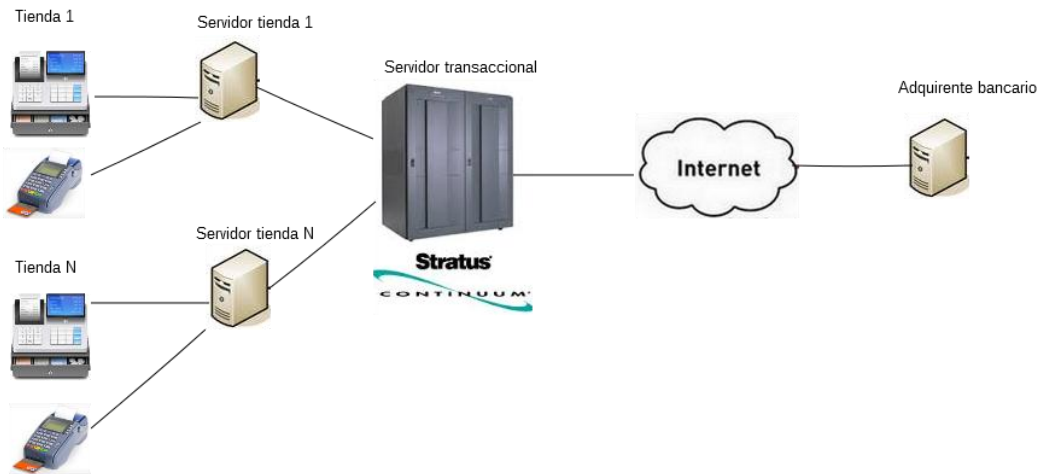 Tienda 1
Servidor tienda 1
Servidor transaccional
Adquirente bancario
Internet
Servidor tienda N
Stratus
CONTINUUM
Tienda N